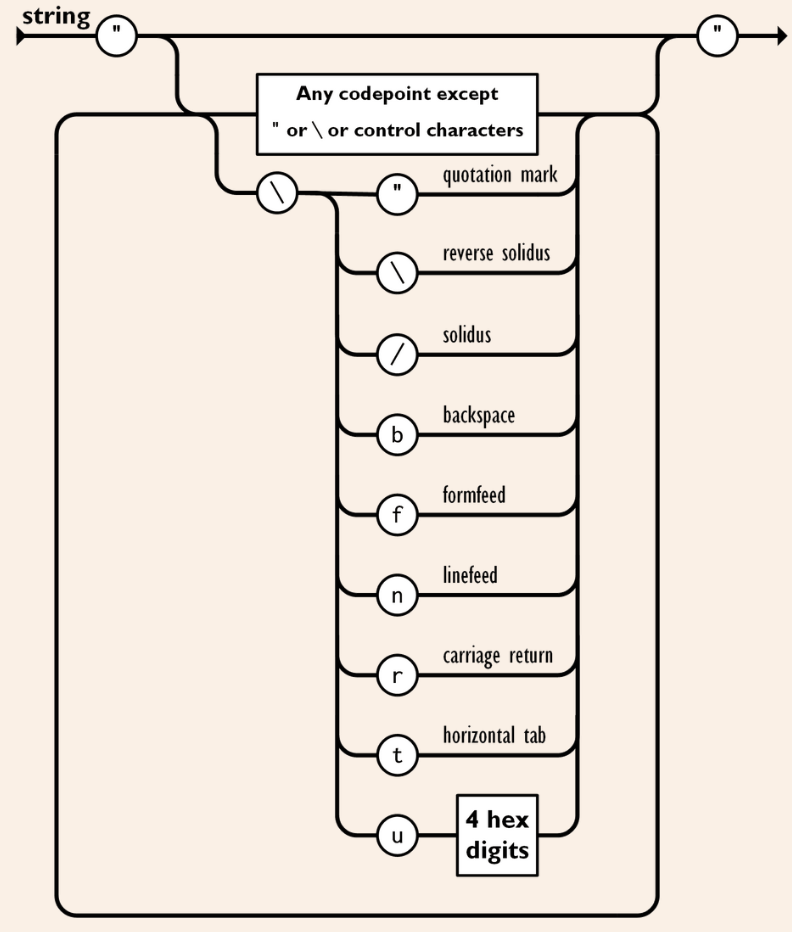 string
" "
Any codepoint except
" or \ or control characters
\ " quotation mark
\ reverse solidus
/ solidus
b backspace
f formfeed
n linefeed
r carriage return
t horizontal tab
u 4 hex
digits